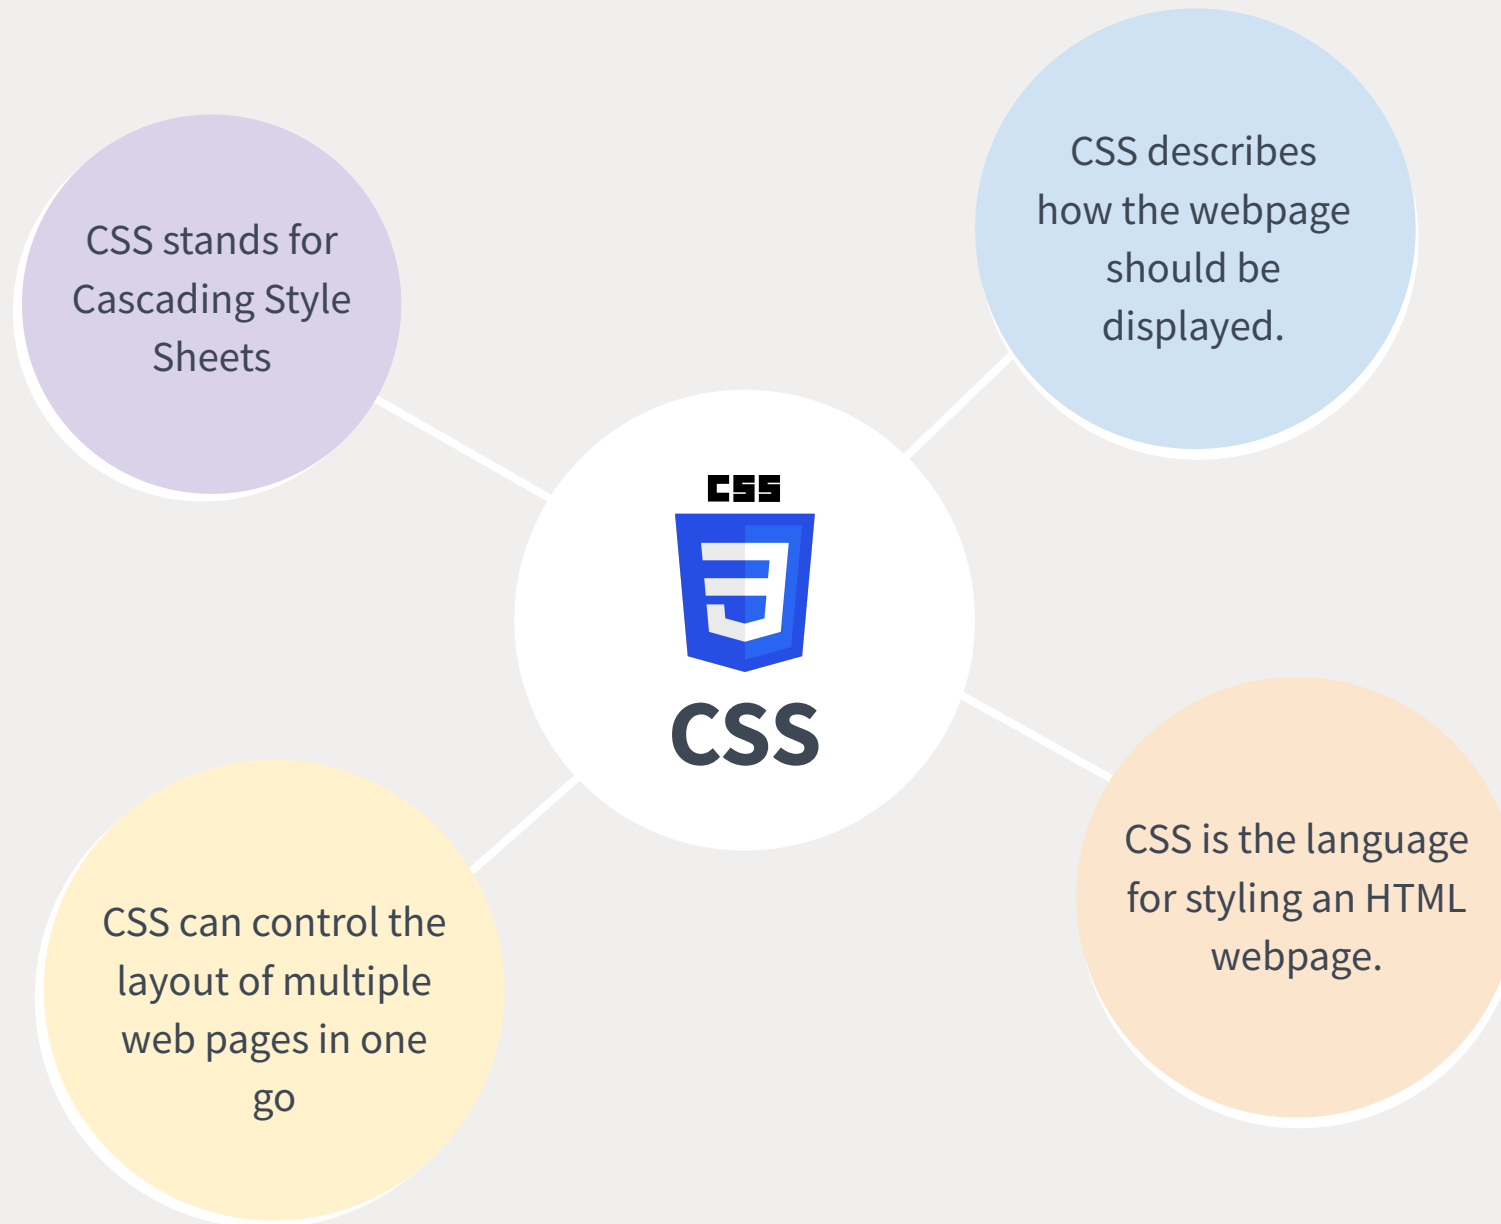 CSS stands for
Cascading Style
Sheets
CSS describes
how the webpage
should be
displayed.
CSS
CSS
CSS can control the
layout of multiple
web pages in one
go
CSS is the language
for styling an HTML
webpage.